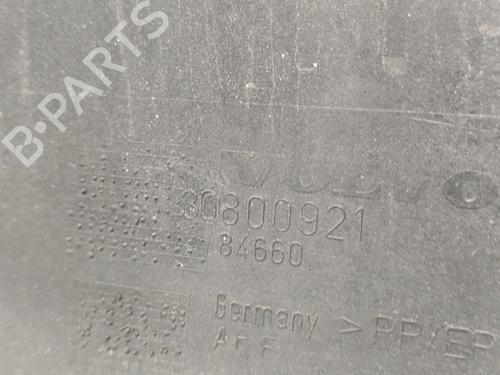 B-PARTS
VOLVO
30800921
84660
Germany >PP/EP